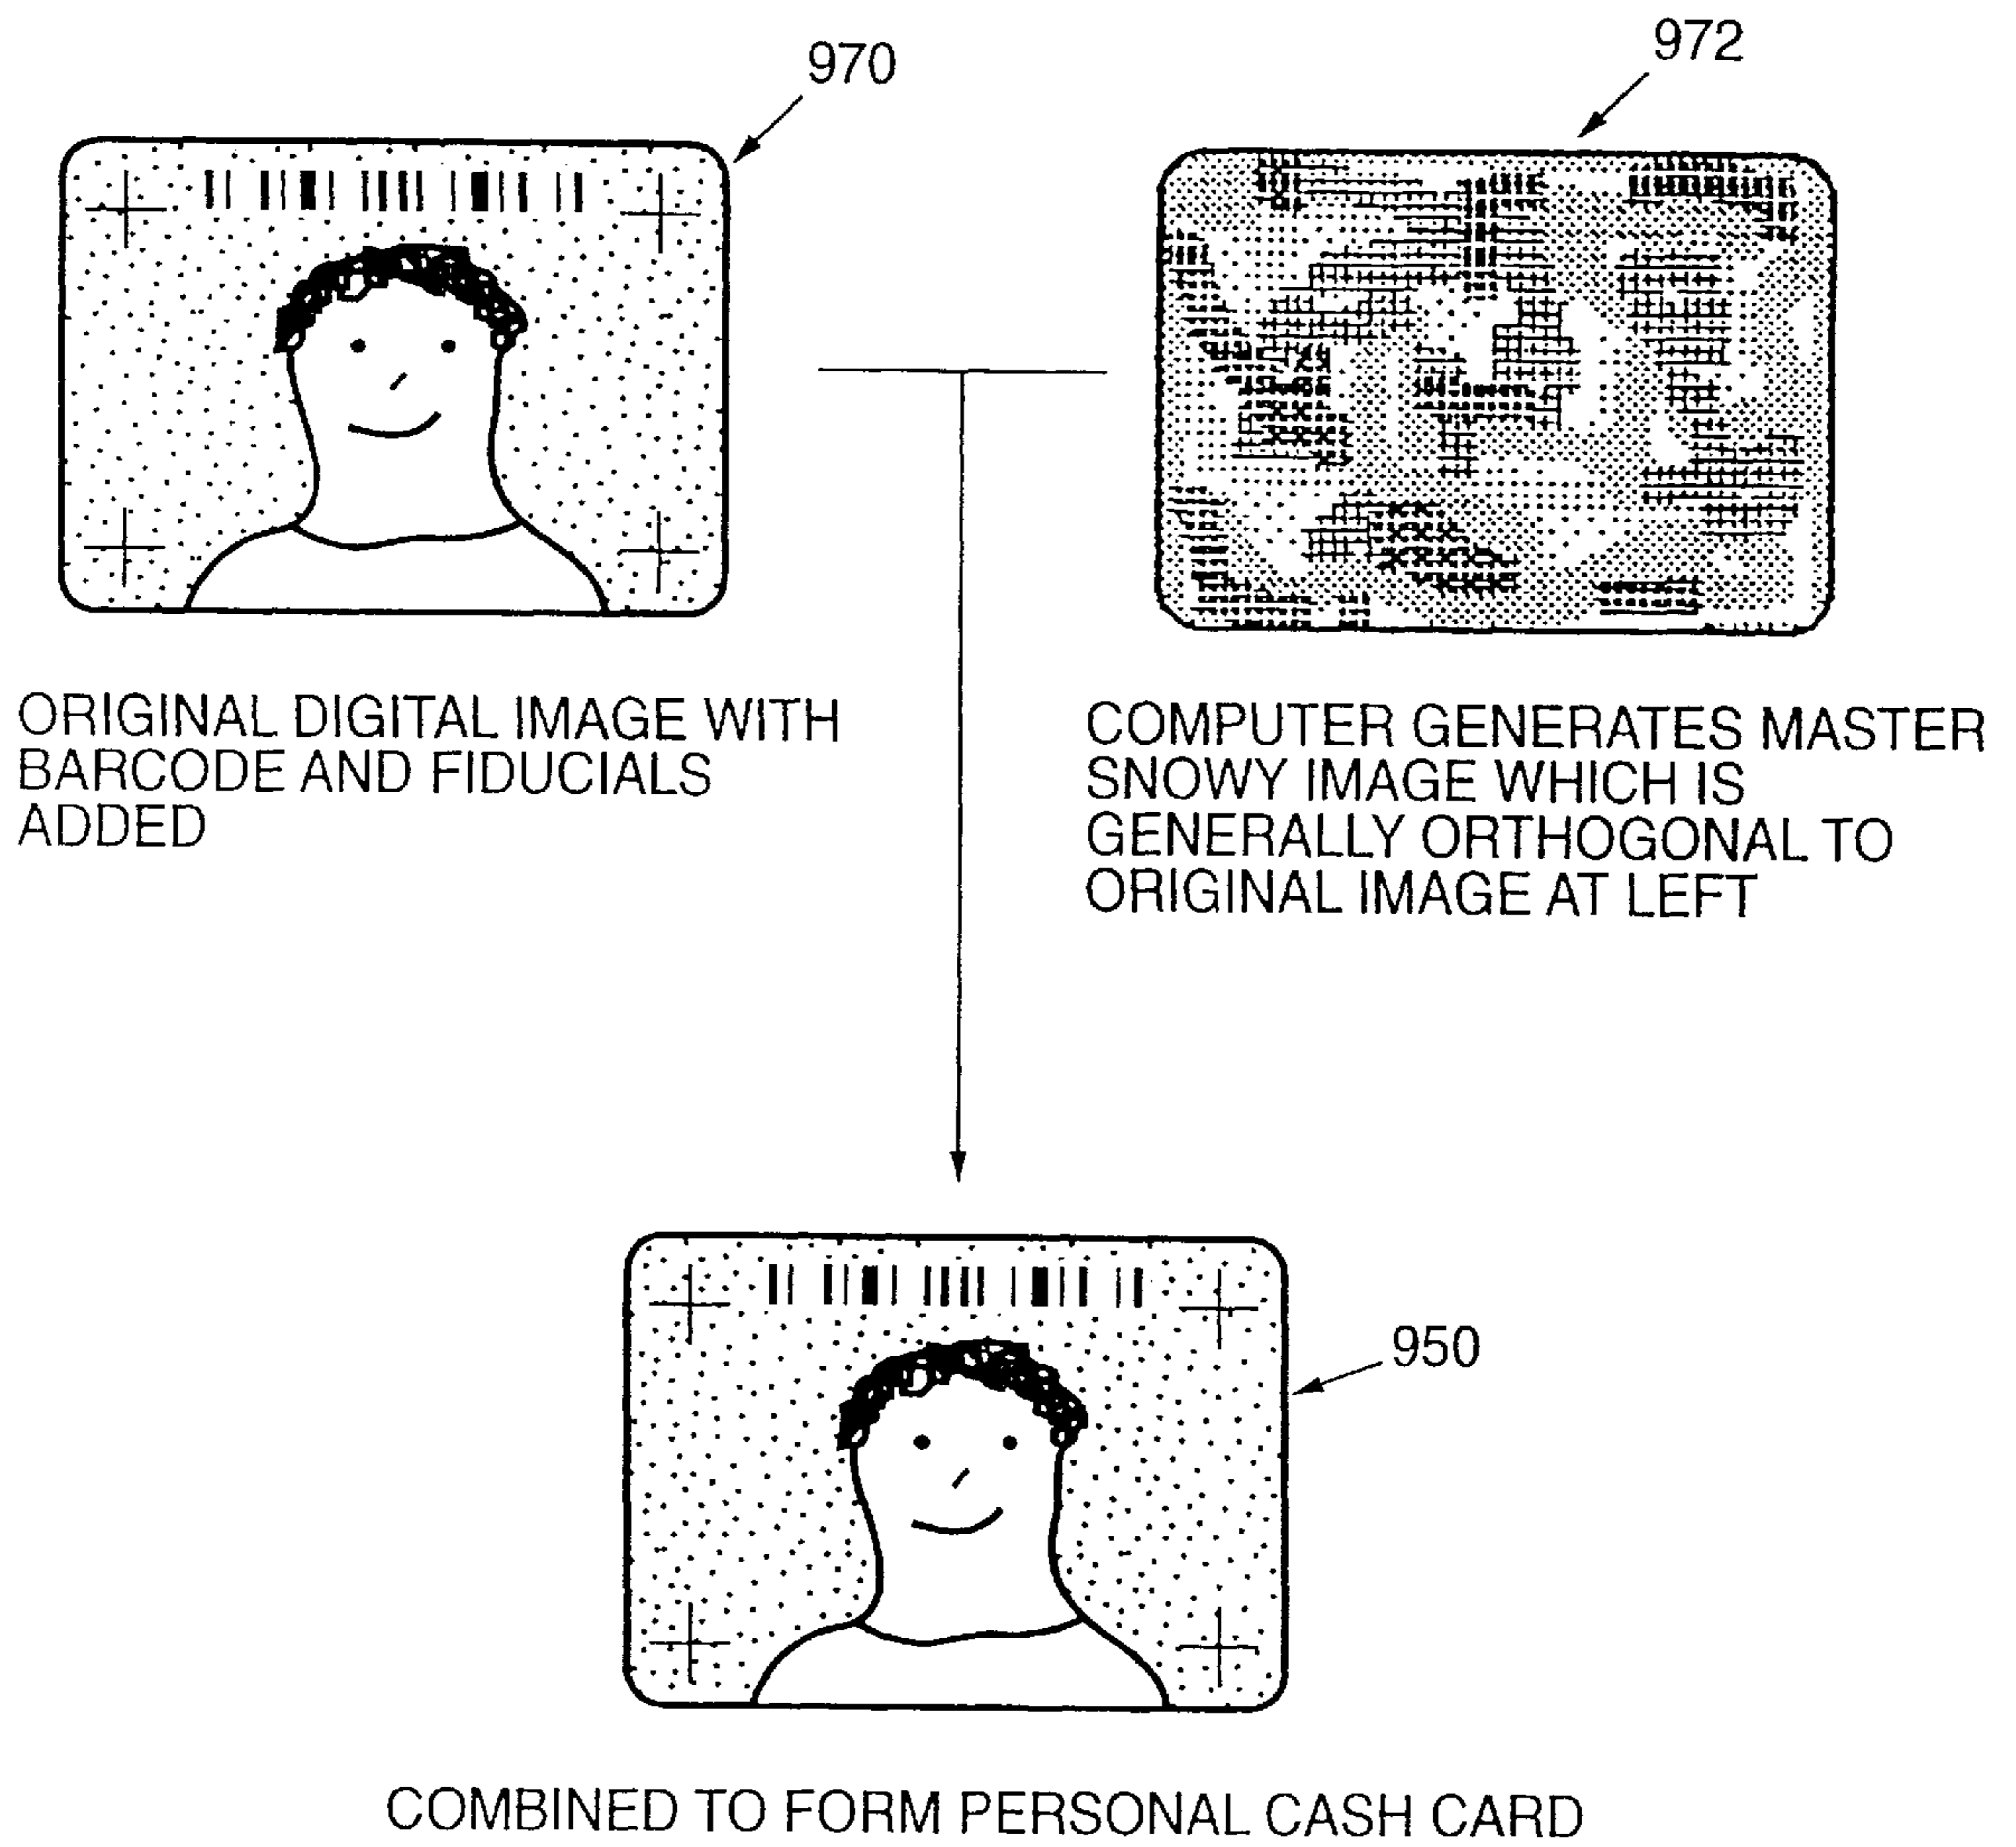 970
972
ORIGINAL DIGITAL IMAGE WITH
BARCODE AND FIDUCIALS
ADDED
COMPUTER GENERATES MASTER
SNOWY IMAGE WHICH IS
GENERALLY ORTHOGONAL TO
ORIGINAL IMAGE AT LEFT
950
COMBINED TO FORM PERSONAL CASH CARD